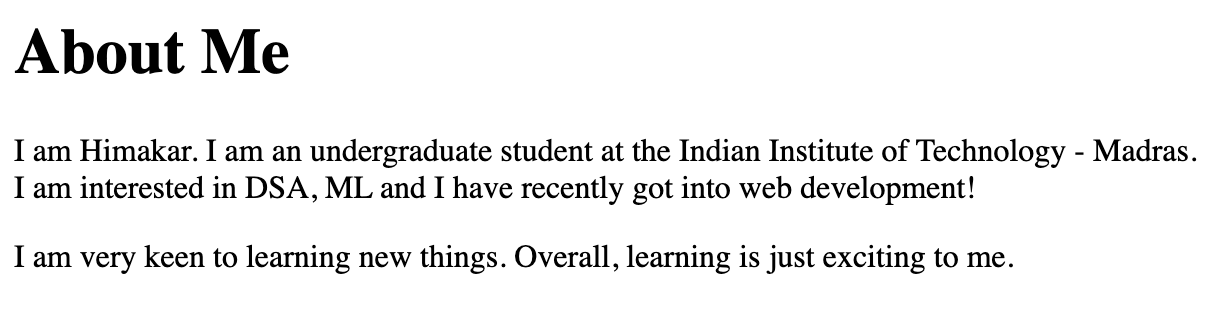 About Me
I am Himakar. I am an undergraduate student at the Indian Institute of Technology - Madras.
I am interested in DSA, ML and I have recently got into web development!
I am very keen to learning new things. Overall, learning is just exciting to me.